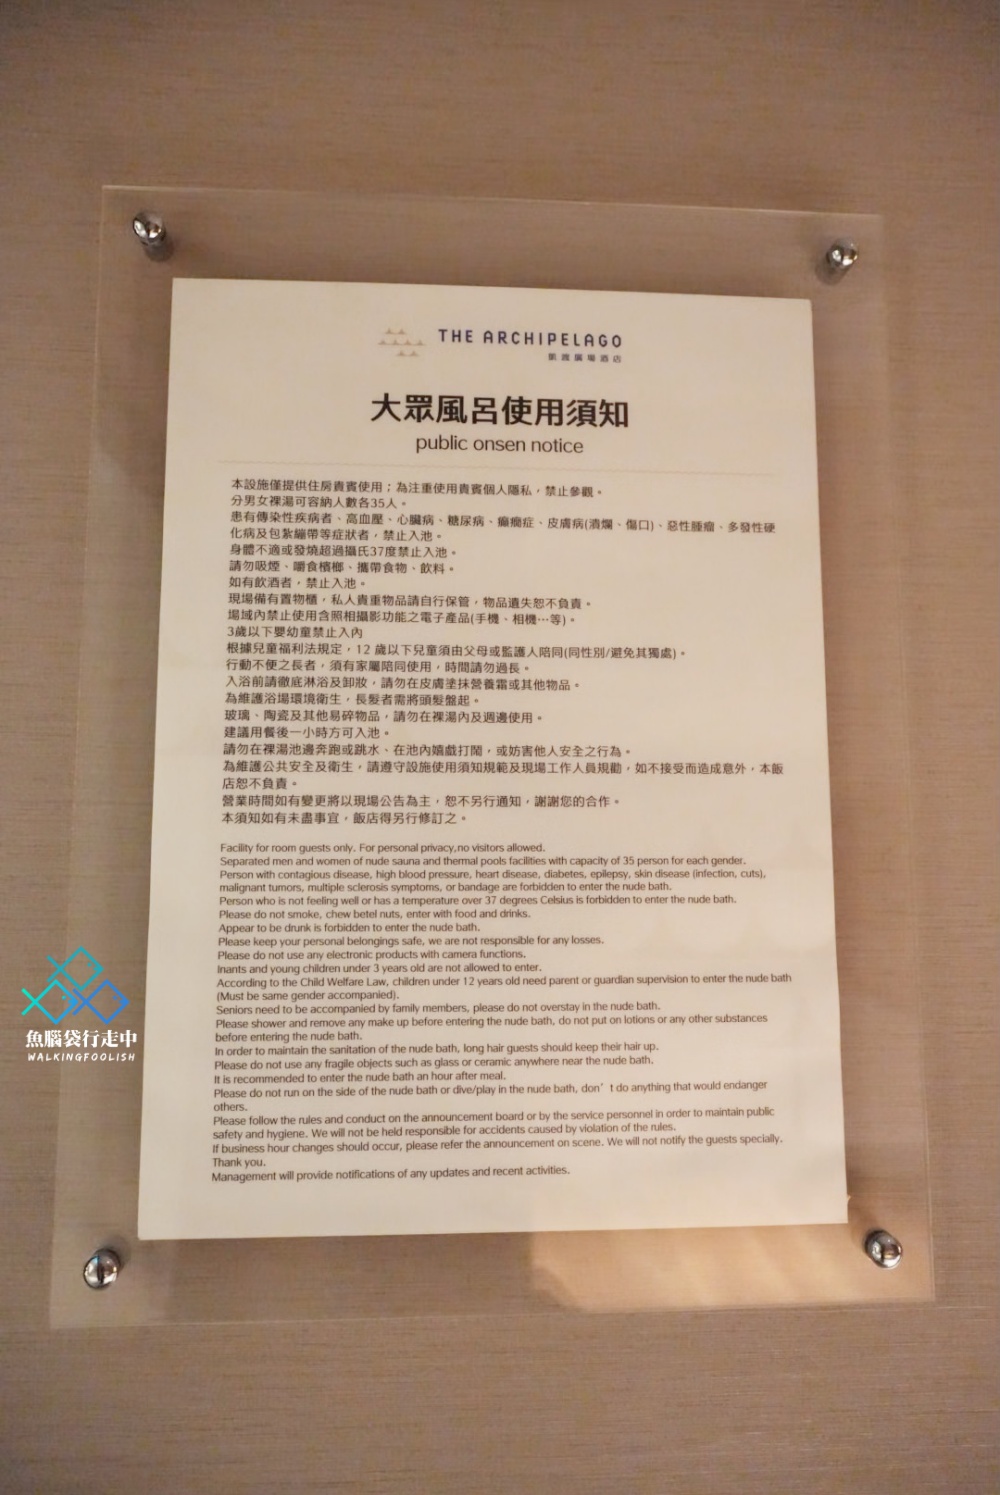 THE ARCHIPELAGO
凱渡廣場酒店
大眾風呂使用須知
public onsen notice
本設施僅提供住房貴賓使用；為注重使用貴賓個人隱私，禁止參觀。
分男女裸湯可容納人數各35人。
患有傳染性疾病者、高血壓、心臟病、糖尿病、癲癇症、皮膚病(潰爛、傷口)、惡性腫瘤、多發性硬
化病及包紮繃帶等症狀者，禁止入池。
身體不適或發燒超過攝氏37度禁止入池。
請勿吸煙、嚼食檳榔、攜帶食物、飲料。
如有飲酒者，禁止入池。
現場備有置物櫃，私人貴重物品請自行保管，物品遺失恕不負責。
場域內禁止使用含照相攝影功能之電子產品(手機、相機…等)。
3歲以下嬰幼童禁止入內
根據兒童福利法規定，12 歲以下兒童須由父母或監護人陪同(同性別/避免其獨處)。
行動不便之長者，須有家屬陪同使用，時間請勿過長。
入浴前請徹底淋浴及卸妝，請勿在皮膚塗抹營養霜或其他物品。
為維護浴場環境衛生，長髮者需將頭髮盤起。
玻璃、陶瓷及其他易碎物品，請勿在裸湯內及週邊使用。
建議用餐後一小時方可入池。
請勿在裸湯池邊奔跑或跳水、在池內嬉戲打鬧，或妨害他人安全之行為。
為維護公共安全及衛生，請遵守設施使用須知規範及現場工作人員規勸，如不接受而造成意外，本飯
店恕不負責。
營業時間如有變更將以現場公告為主，恕不另行通知，謝謝您的合作。
本須知如有未盡事宜，飯店得另行修訂之。
Facility for room guests only. For personal privacy,no visitors allowed.
Separated men and women of nude sauna and thermal pools facilities with capacity of 35 person for each gender.
Person with contagious disease, high blood pressure, heart disease, diabetes, epilepsy, skin disease (infection, cuts),
malignant tumors, multiple sclerosis symptoms, or bandage are forbidden to enter the nude bath.
Person who is not feeling well or has a temperature over 37 degrees Celsius is forbidden to enter the nude bath.
Please do not smoke, chew betel nuts, enter with food and drinks.
Appear to be drunk is forbidden to enter the nude bath.
Please keep your personal belongings safe, we are not responsible for any losses.
Please do not use any electronic products with camera functions.
Inants and young children under 3 years old are not allowed to enter.
According to the Child Welfare Law, children under 12 years old need parent or guardian supervision to enter the nude bath
(Must be same gender accompanied).
Seniors need to be accompanied by family members, please do not overstay in the nude bath.
Please shower and remove any make up before entering the nude bath, do not put on lotions or any other substances
before entering the nude bath.
In order to maintain the sanitation of the nude bath, long hair guests should keep their hair up.
Please do not use any fragile objects such as glass or ceramic anywhere near the nude bath.
It is recommended to enter the nude bath an hour after meal.
Please do not run on the side of the nude bath or dive/play in the nude bath, don't do anything that would endanger
others.
Please follow the rules and conduct on the announcement board or by the service personnel in order to maintain public
safety and hygiene. We will not be held responsible for accidents caused by violation of the rules.
If business hour changes should occur, please refer the announcement on scene. We will not notify the guests specially.
Thank you.
Management will provide notifications of any updates and recent activities.
魚腦袋行走中
WALKINGFOOLISH